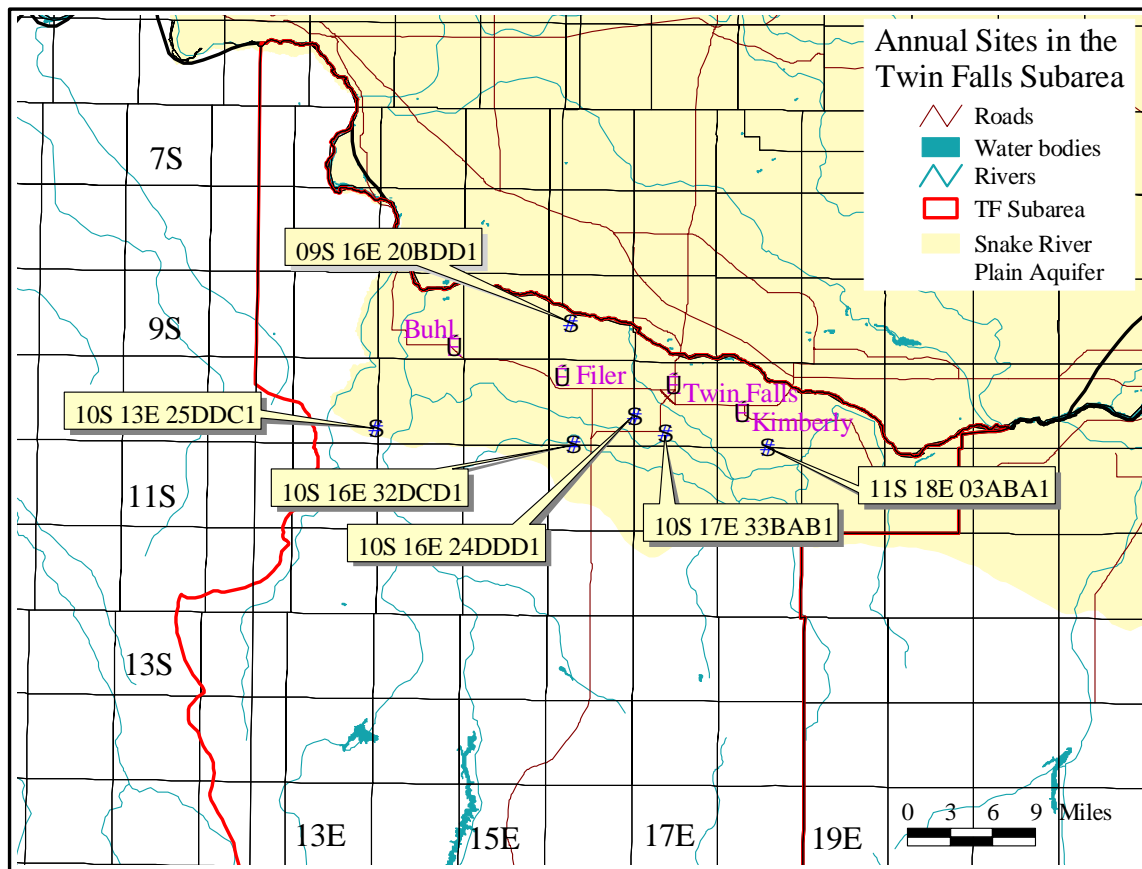 Annual Sites in the
Twin Falls Subarea
Roads
Water bodies
Rivers
TF Subarea
Snake River
Plain Aquifer
7S
09S 16E 20BDD1
9S
Buhl
Filer
Twin Falls
Kimberly
10S 13E 25DDC1
11S
10S 16E 32DCD1
11S 18E 03ABA1
10S 17E 33BAB1
10S 16E 24DDD1
13S
13E
15E
17E
19E
0 3 6 9 Miles